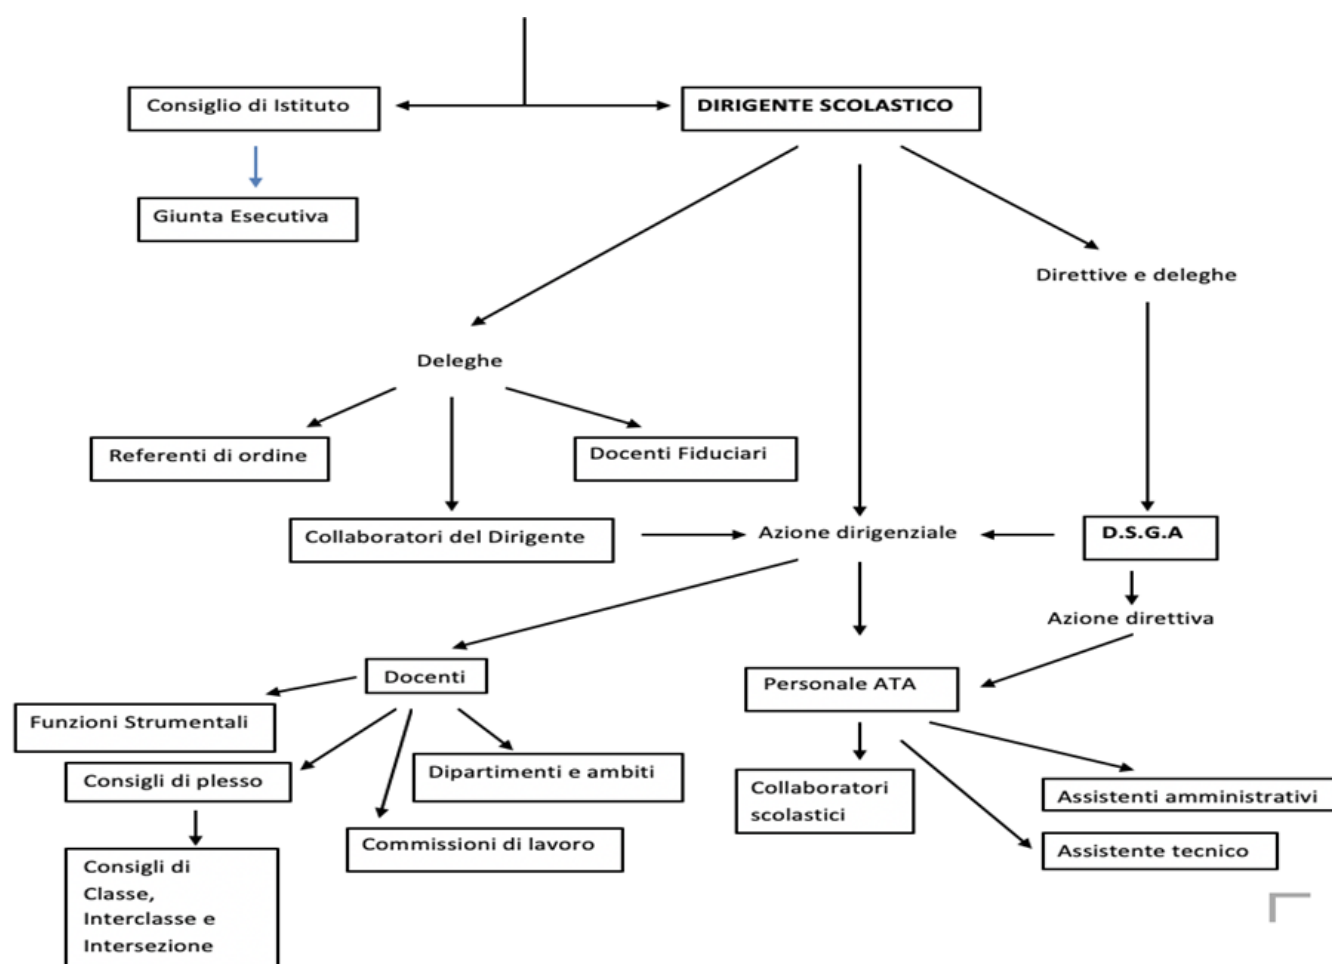 Consiglio di Istituto
DIRIGENTE SCOLASTICO
Giunta Esecutiva
Direttive e deleghe
Deleghe
Referenti di ordine
Docenti Fiduciari
Collaboratori del Dirigente
Azione dirigenziale
D.S.G.A
Azione direttiva
Docenti
Personale ATA
Funzioni Strumentali
Consigli di plesso
Dipartimenti e ambiti
Collaboratori
scolastici
Assistenti amministrativi
Commissioni di lavoro
Assistente tecnico
Consigli di
Classe,
Interclasse e
Intersezione